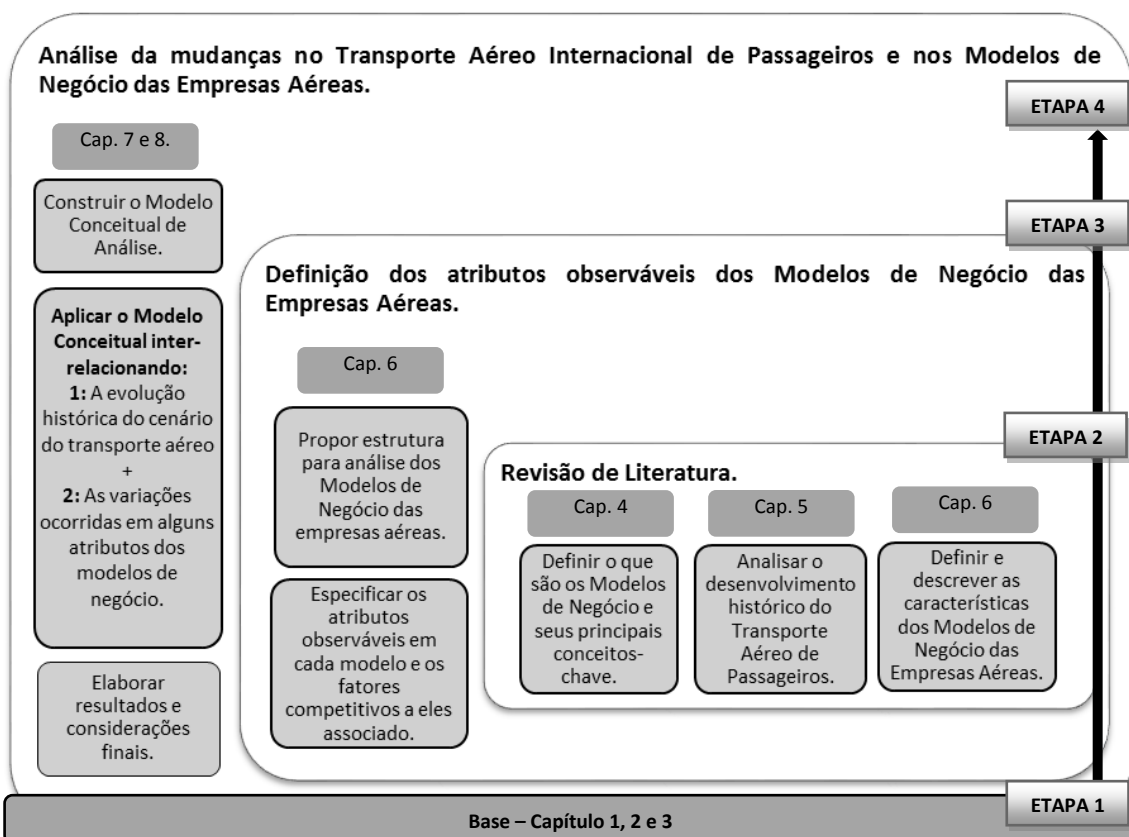 Análise da mudanças no Transporte Aéreo Internacional de Passageiros e nos Modelos de
Negócio das Empresas Aéreas.
ETAPA 4
Cap. 7 e 8.
Construir o Modelo
Conceitual de
Análise.
Aplicar o Modelo
Conceitual inter-
relacionando:
1: A evolução
histórica do cenário
do transporte aéreo
+
2: As variações
ocorridas em alguns
atributos dos
modelos de
negócio.
Elaborar
resultados e
considerações
finais.
ETAPA 3
Definição dos atributos observáveis dos Modelos de Negócio das
Empresas Aéreas.
Cap. 6
Propor estrutura
para análise dos
Modelos de
Negócio das
empresas aéreas.
Especificar os
atributos
observáveis em
cada modelo e os
fatores
competitivos a eles
associado.
ETAPA 2
Revisão de Literatura.
Cap. 4
Definir o que
são os Modelos
de Negócio e
seus principais
conceitos-
chave.
Cap. 5
Analisar o
desenvolvimento
histórico do
Transporte
Aéreo de
Passageiros.
Cap. 6
Definir e
descrever as
características
dos Modelos de
Negócio das
Empresas Aéreas.
ETAPA 1
Base – Capítulo 1, 2 e 3